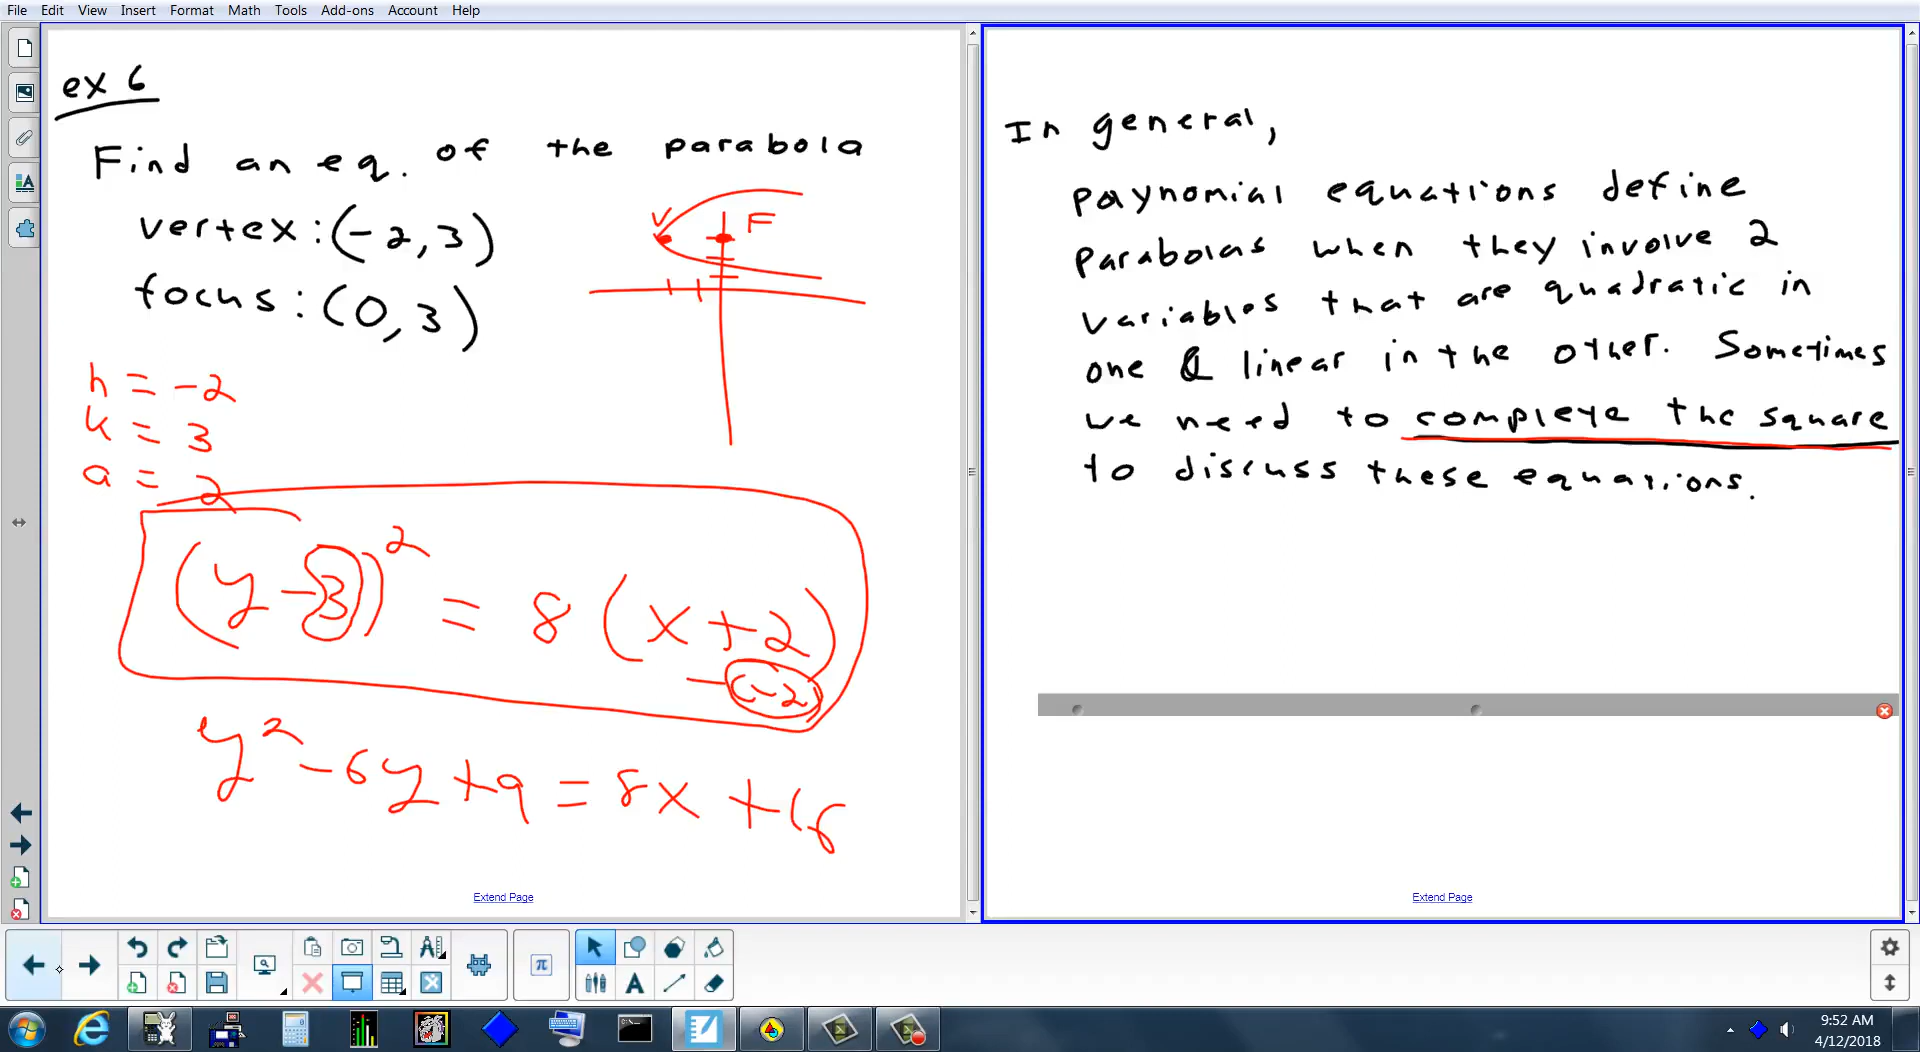 File Edit View Insert Format Math Tools Add-ons Account Help
ex 6
Find an eq. of the parabola
vertex: (-2, 3)
focus: (0, 3)
V F
h = -2
k = 3
a = 2
(y - 3)² = 8 (x + 2)
- (-2)
y² - 6y + 9 = 8x + 16
Extend Page
In general,
polynomial equations define
parabolas when they involve 2
variables that are quadratic in
one & linear in the other. Sometimes
we need to complete the square
to discuss these equations.
Extend Page
9:52 AM
4/12/2018